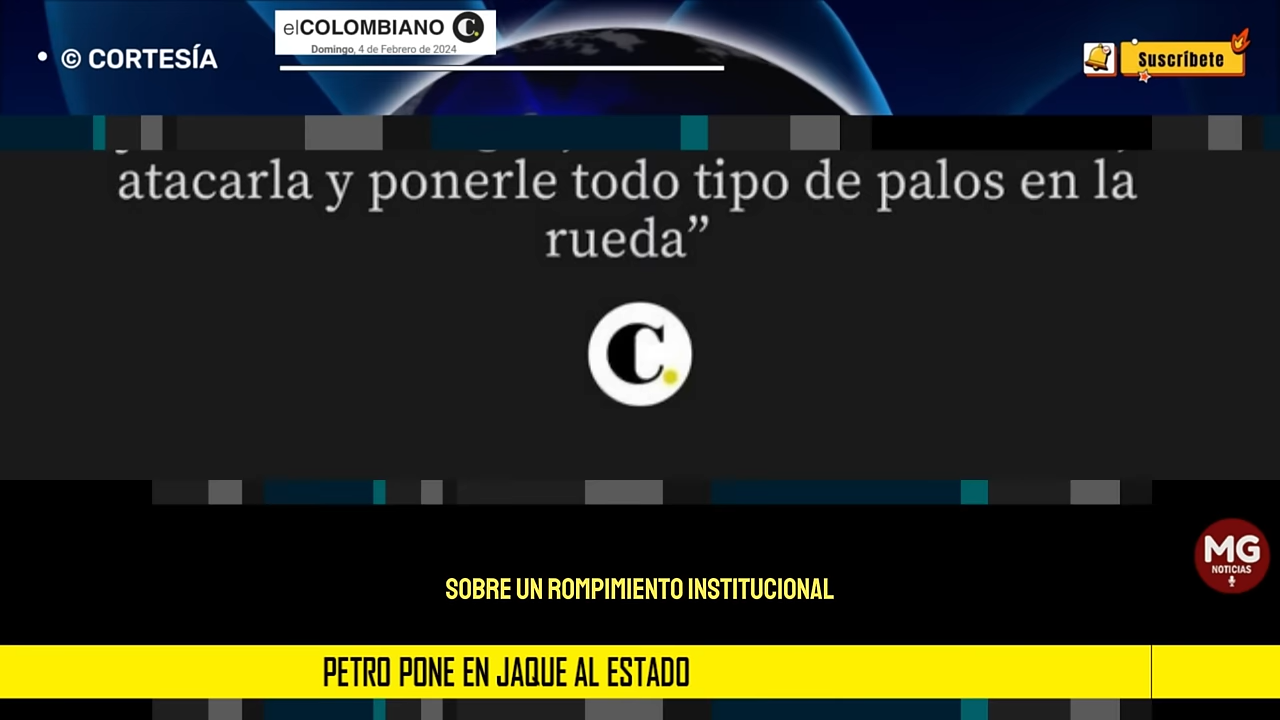 elCOLOMBIANO C.
Domingo, 4 de Febrero de 2024
• © CORTESÍA
Suscríbete
atacarla y ponerle todo tipo de palos en la
rueda”
C.
MG
NOTICIAS
SOBRE UN ROMPIMIENTO INSTITUCIONAL
PETRO PONE EN JAQUE AL ESTADO